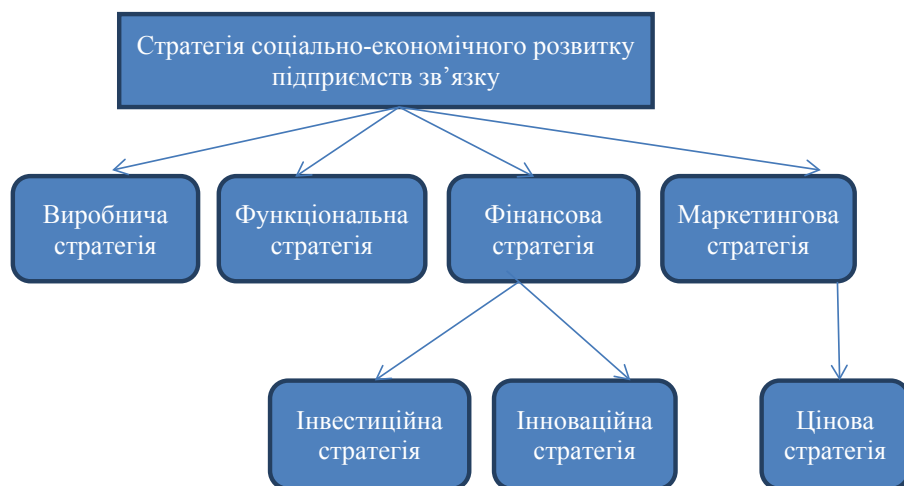 Стратегія соціально-економічного розвитку
підприємств зв’язку
Виробнича
стратегія
Функціональна
стратегія
Фінансова
стратегія
Маркетингова
стратегія
Інвестиційна
стратегія
Інноваційна
стратегія
Цінова
стратегія